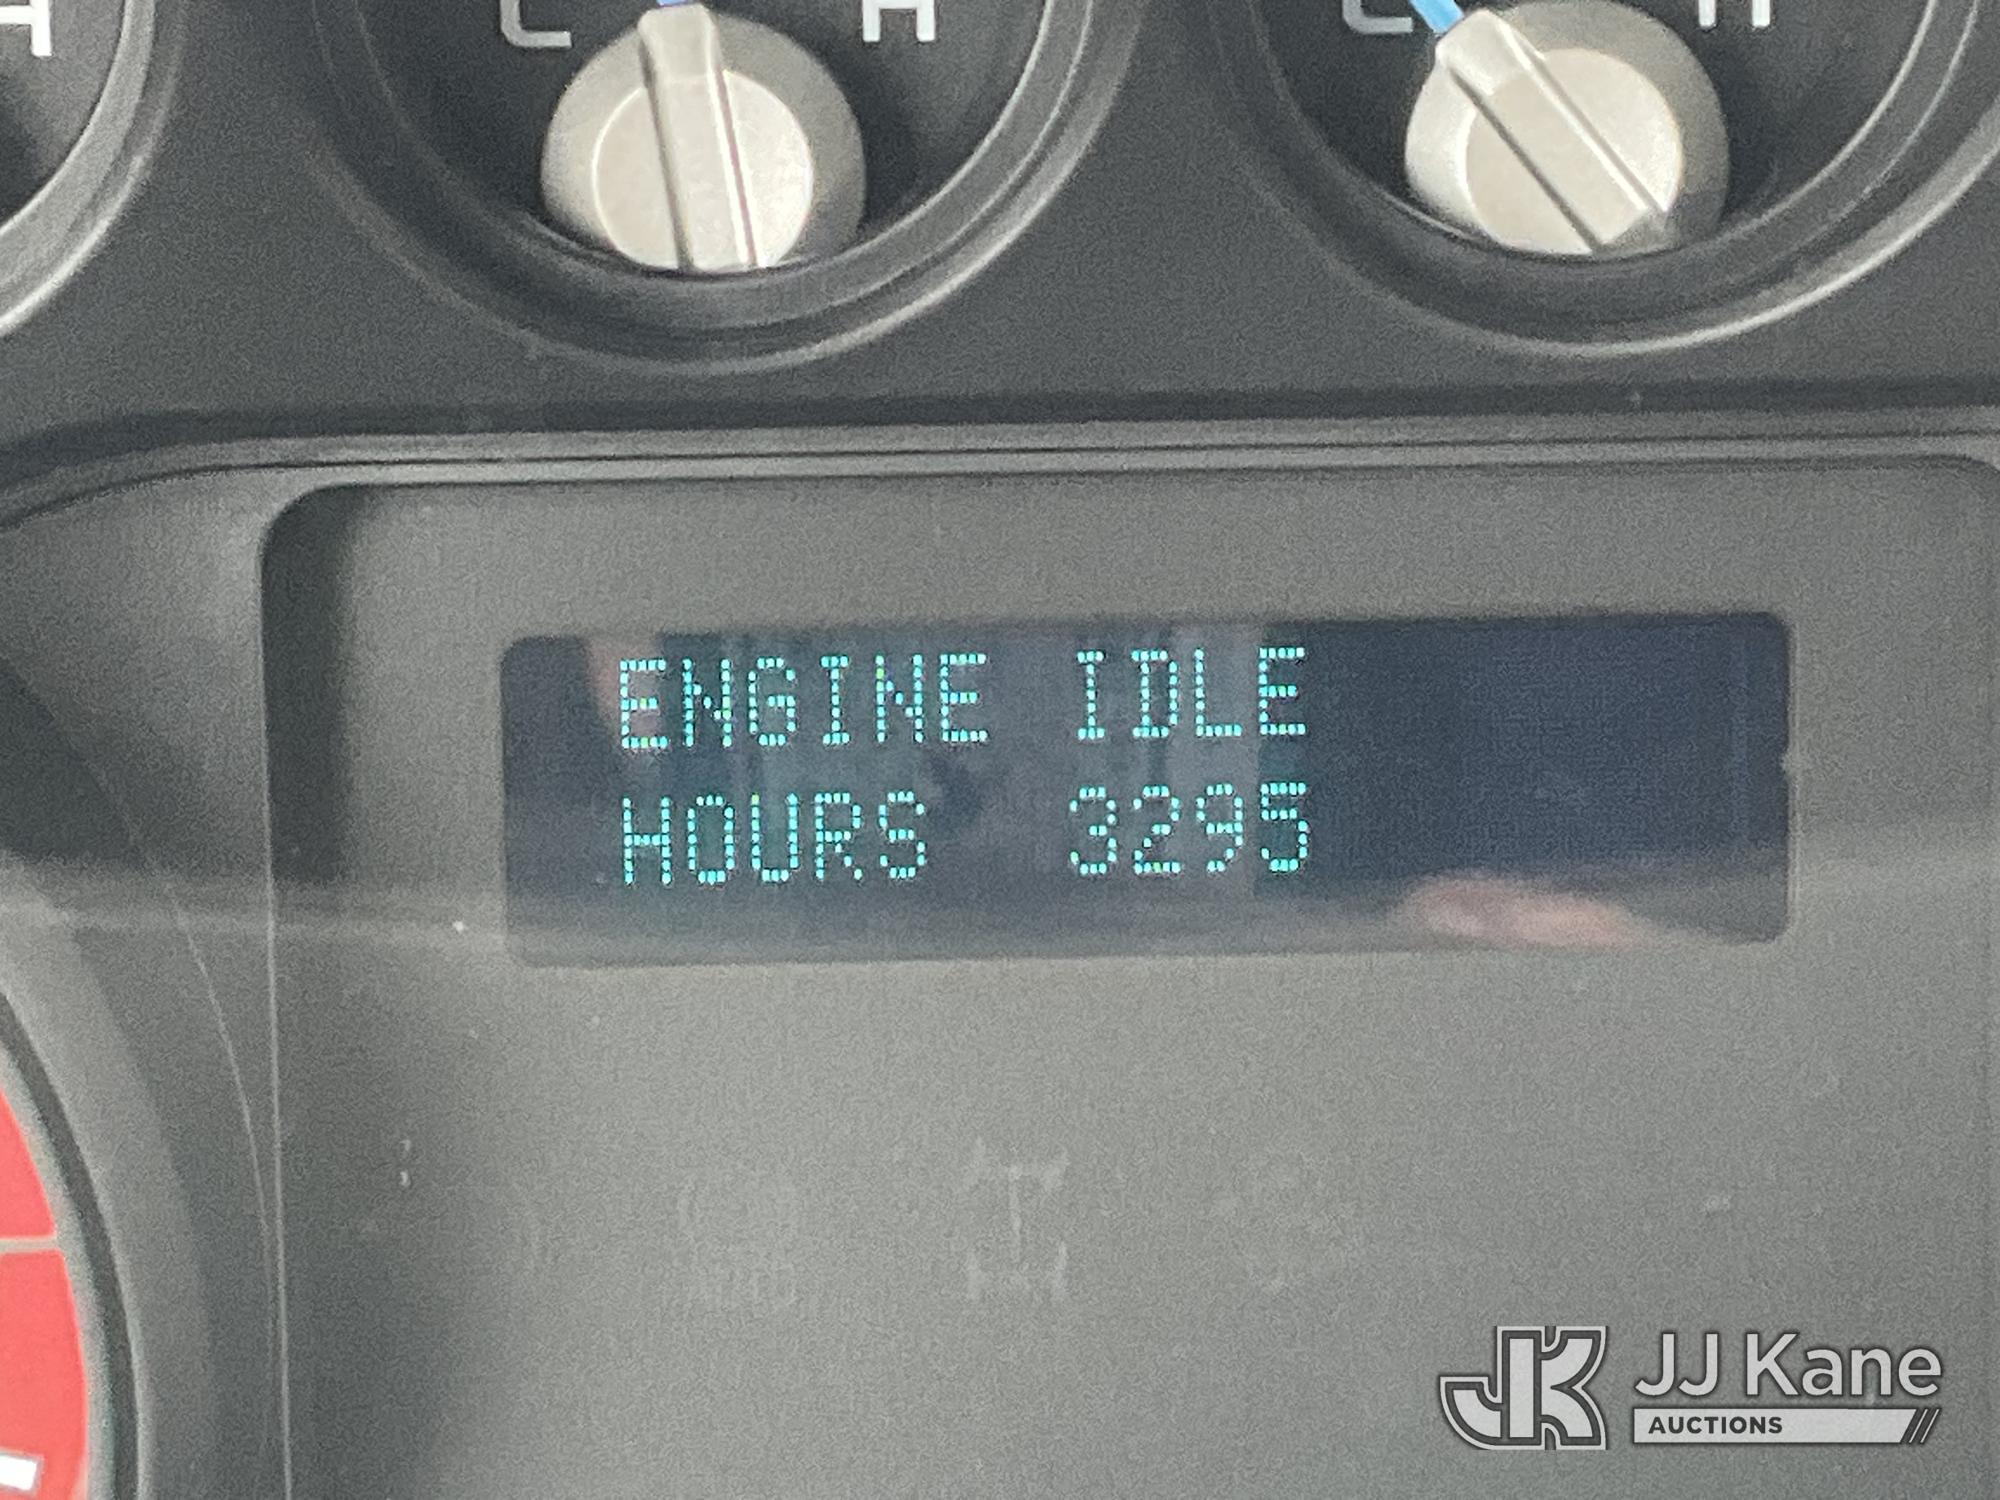 H
C H
C H
ENGINE IDLE
HOURS 3295
JK JJ Kane
AUCTIONS